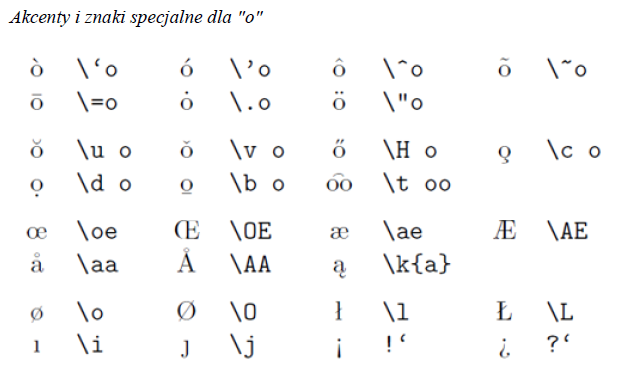 Akcenty i znaki specjalne dla "o"
ò \‘o ó \’o ô \^o õ \~o
ō \=o ȯ \.o ö \"o
ŏ \u o ǒ \v o ő \H o o̧ \c o
ọ \d o o̲ \b o o͡o \t oo
œ \oe Œ \OE æ \ae Æ \AE
å \aa Å \AA ą \k{a}
ø \o Ø \O ł \l Ł \L
ı \i ȷ \j ¡ !‘ ¿ ?‘